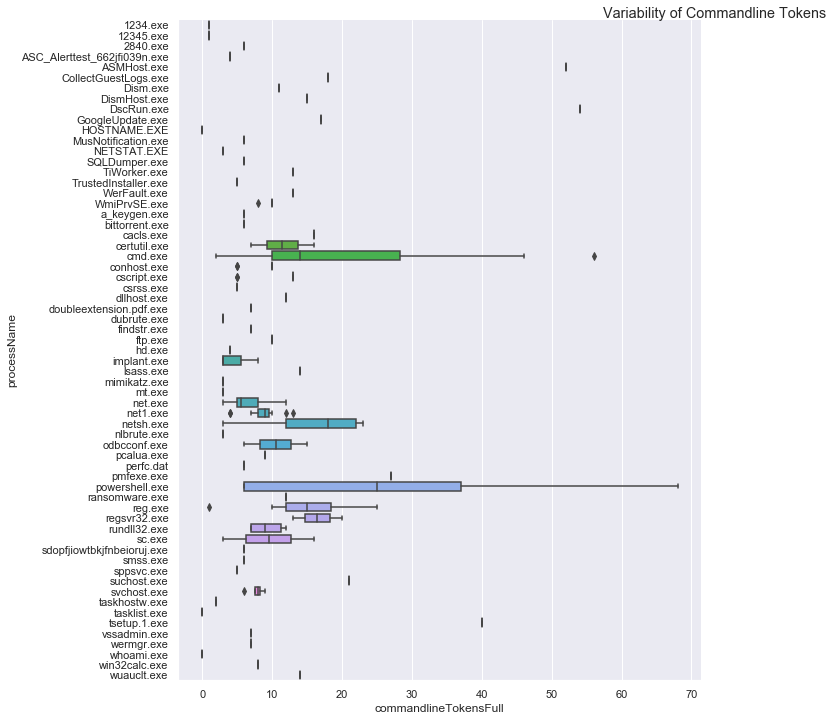 Variability of Commandline Tokens
1234.exe
12345.exe
2840.exe
ASC_Alerttest_662jfi039n.exe
ASMHost.exe
CollectGuestLogs.exe
Dism.exe
DismHost.exe
DscRun.exe
GoogleUpdate.exe
HOSTNAME.EXE
MusNotification.exe
NETSTAT.EXE
SQLDumper.exe
TiWorker.exe
TrustedInstaller.exe
WerFault.exe
WmiPrvSE.exe
a_keygen.exe
bittorrent.exe
cacls.exe
certutil.exe
cmd.exe
conhost.exe
cscript.exe
csrss.exe
dllhost.exe
doubleextension.pdf.exe
dubrute.exe
findstr.exe
ftp.exe
hd.exe
implant.exe
lsass.exe
mimikatz.exe
mt.exe
net.exe
net1.exe
netsh.exe
nlbrute.exe
odbcconf.exe
pcalua.exe
perfc.dat
pmfexe.exe
powershell.exe
ransomware.exe
reg.exe
regsvr32.exe
rundll32.exe
sc.exe
sdopfjiowtbkjfnbeioruj.exe
smss.exe
sppsvc.exe
suchost.exe
svchost.exe
taskhostw.exe
tasklist.exe
tsetup.1.exe
vssadmin.exe
wermgr.exe
whoami.exe
win32calc.exe
wuauclt.exe
processName
0 10 20 30 40 50 60 70
commandlineTokensFull